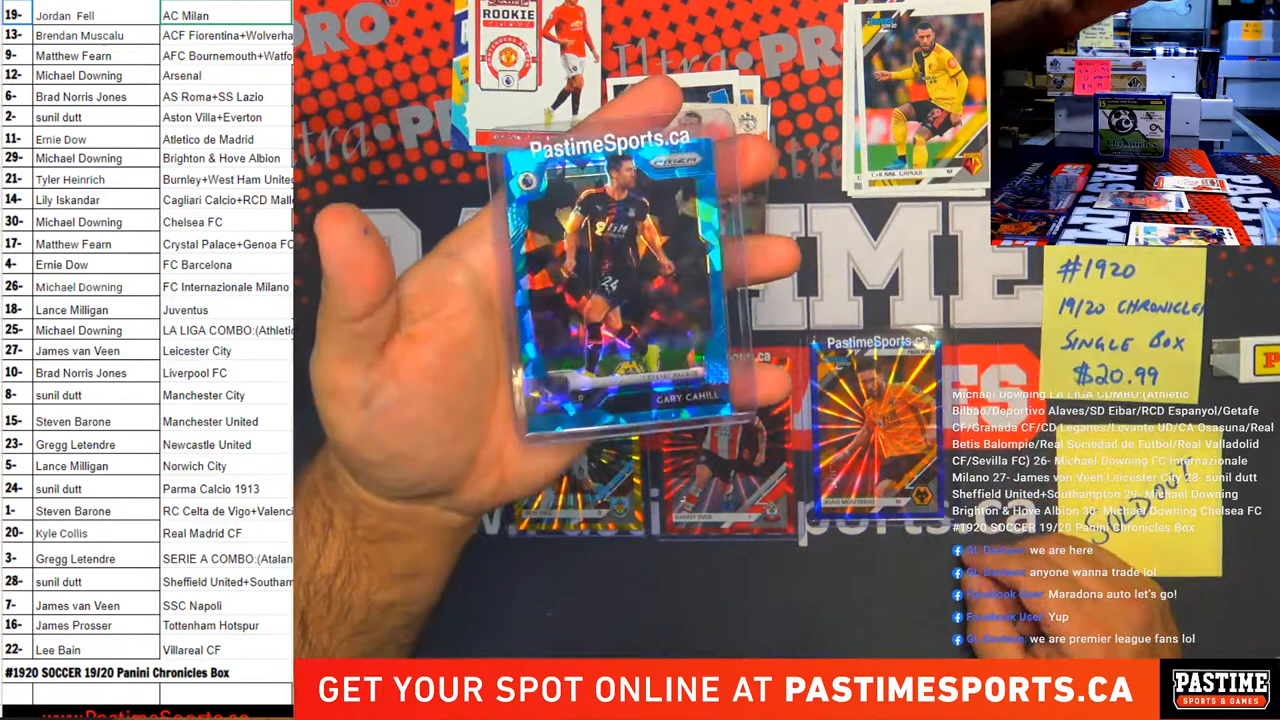 19- Jordan Fell AC Milan
13- Brendan Muscalu ACF Fiorentina+Wolverha
9- Matthew Fearn AFC Bournemouth+Watfo
12- Michael Downing Arsenal
6- Brad Norris Jones AS Roma+SS Lazio
2- sunil dutt Aston Villa+Everton
11- Ernie Dow Atletico de Madrid
29- Michael Downing Brighton & Hove Albion
21- Tyler Heinrich Burnley+West Ham United
14- Lily Iskandar Cagliari Calcio+RCD Mall
30- Michael Downing Chelsea FC
17- Matthew Fearn Crystal Palace+Genoa FC
4- Ernie Dow FC Barcelona
26- Michael Downing FC Internazionale Milano
18- Lance Milligan Juventus
25- Michael Downing LA LIGA COMBO:(Athletic
27- James van Veen Leicester City
10- Brad Norris Jones Liverpool FC
8- sunil dutt Manchester City
15- Steven Barone Manchester United
23- Gregg Letendre Newcastle United
5- Lance Milligan Norwich City
24- sunil dutt Parma Calcio 1913
1- Steven Barone RC Celta de Vigo+Valenci
20- Kyle Collis Real Madrid CF
3- Gregg Letendre SERIE A COMBO:(Atalan
28- sunil dutt Sheffield United+Southam
7- James van Veen SSC Napoli
16- James Prosser Tottenham Hotspur
22- Lee Bain Villareal CF
#1920 SOCCER 19/20 Panini Chronicles Box
www.PastimeSports.ca
ROOKIE
PastimeSports.ca
PRIZM
24
CRYSTAL PALACE
GARY CAHILL
ETIENNE CAPOUE M
PastimeSports.ca
JOAO MOUTINHO M
#1920
19/20 CHRONICLES
SINGLE BOX
$20.99
Michael Downing LA LIGA COMBO:(Athletic
Bilbao/Deportivo Alaves/SD Eibar/RCD Espanyol/Getafe
CF/Granada CF/CD Leganes/Levante UD/CA Osasuna/Real
Betis Balompie/Real Sociedad de Futbol/Real Valladolid
CF/Sevilla FC) 26- Michael Downing FC Internazionale
Milano 27- James van Veen Leicester City 28- sunil dutt
Sheffield United+Southampton 29- Michael Downing
Brighton & Hove Albion 30- Michael Downing Chelsea FC
#1920 SOCCER 19/20 Panini Chronicles Box
we are here
anyone wanna trade lol
Facebook User: Maradona auto let's go!
Facebook User: Yup
we are premier league fans lol
GET YOUR SPOT ONLINE AT PASTIMESPORTS.CA
PASTIME
SPORTS & GAMES